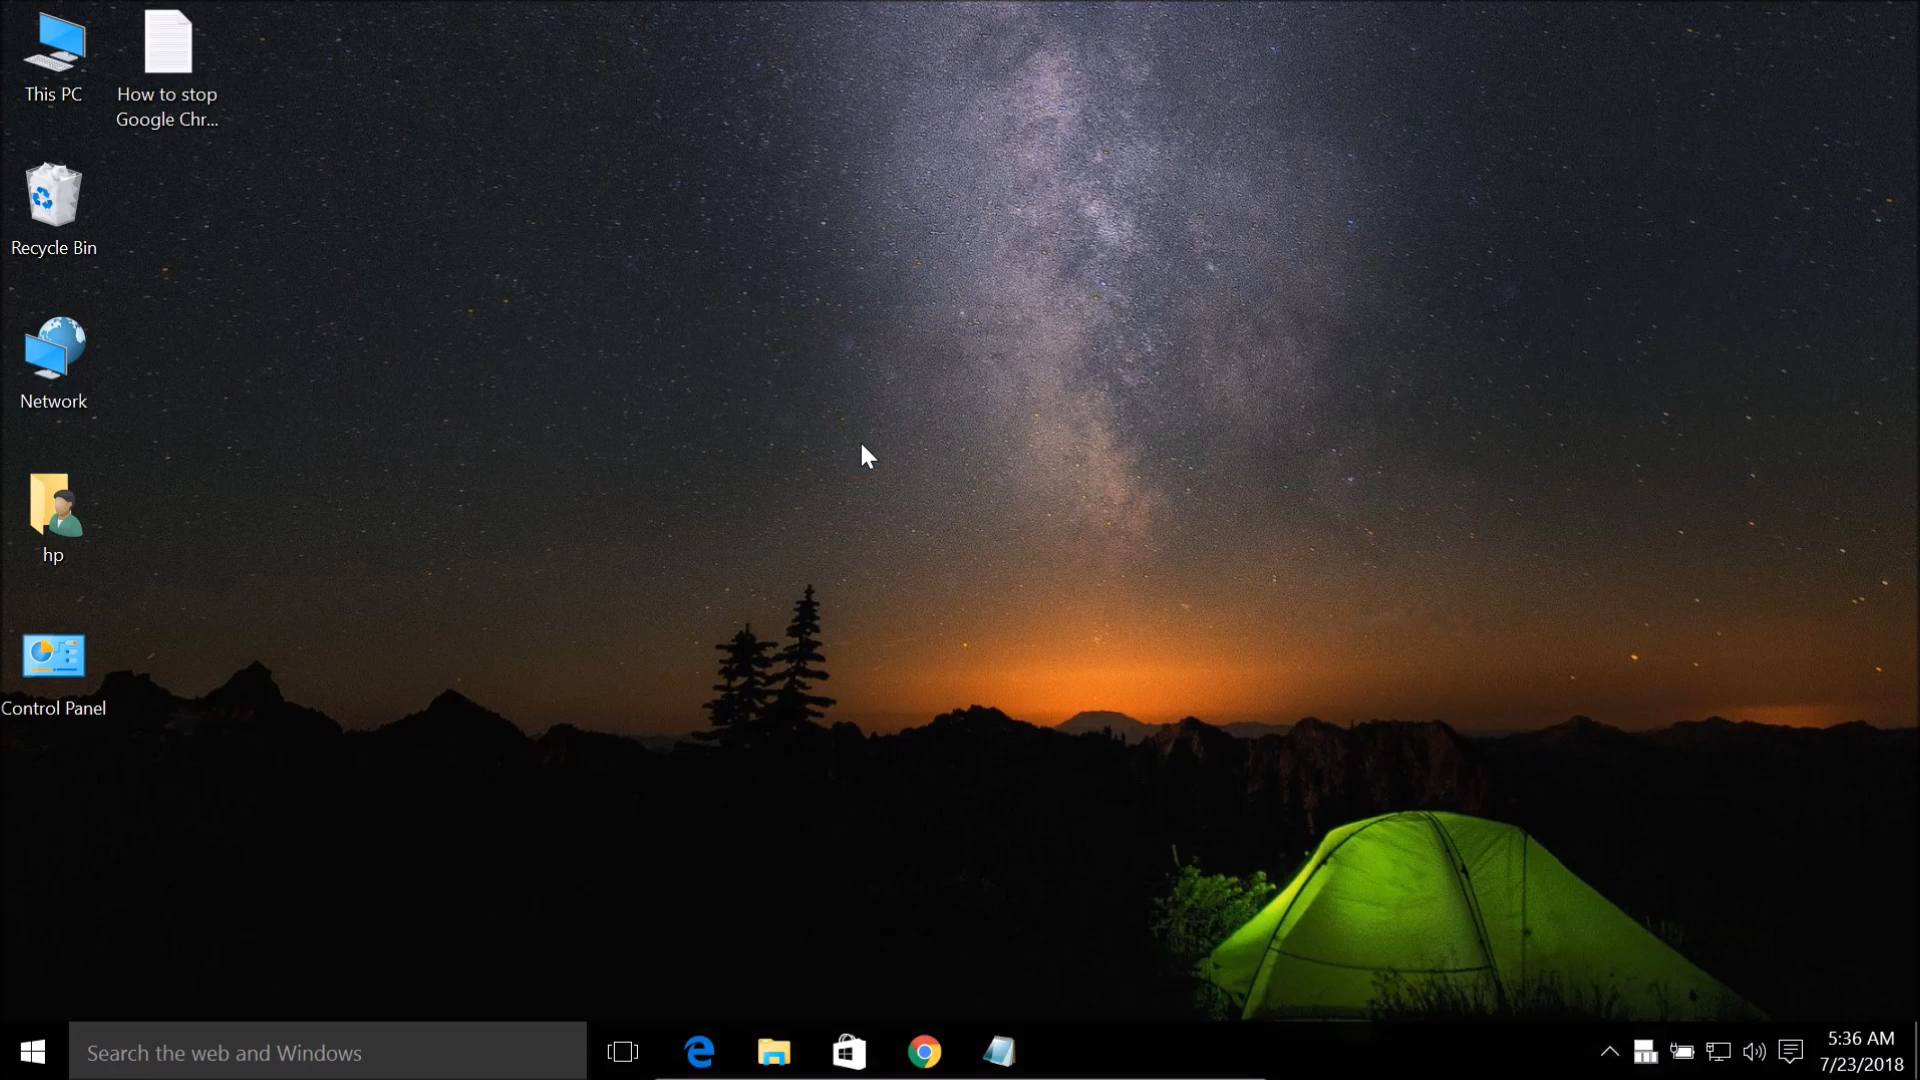 This PC
How to stop
Google Chr...
Recycle Bin
Network
hp
Control Panel
Search the web and Windows
5:36 AM
7/23/2018